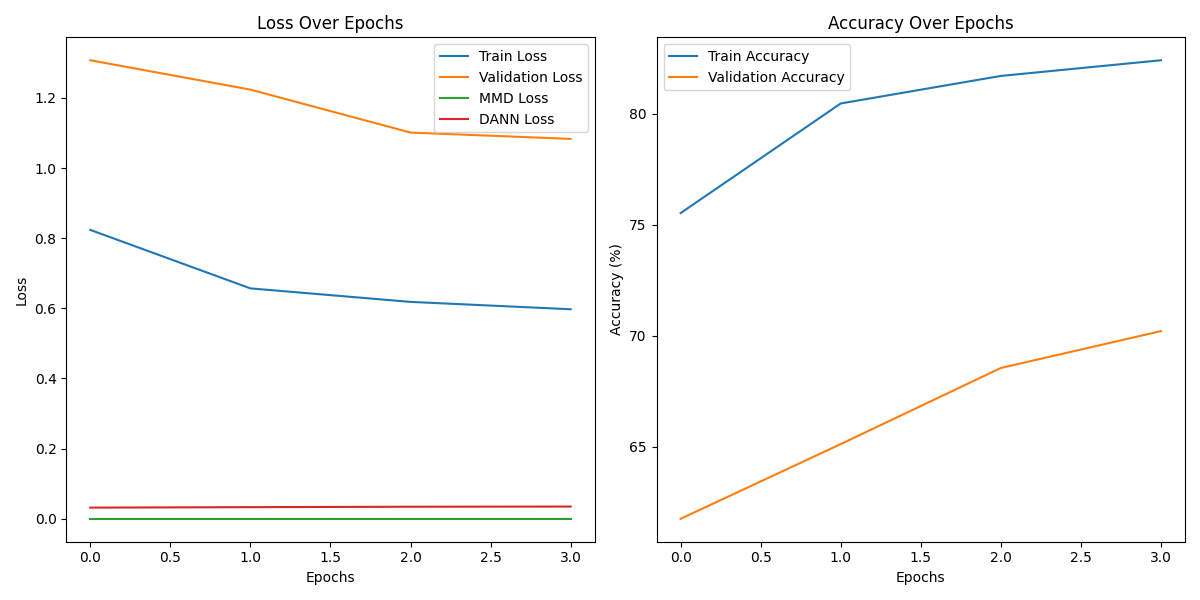 Loss Over Epochs
Train Loss
Validation Loss
MMD Loss
DANN Loss
1.2
1.0
0.8
0.6
0.4
0.2
0.0
Loss
0.0 0.5 1.0 1.5 2.0 2.5 3.0
Epochs
Accuracy Over Epochs
Train Accuracy
Validation Accuracy
80
75
70
65
Accuracy (%)
0.0 0.5 1.0 1.5 2.0 2.5 3.0
Epochs